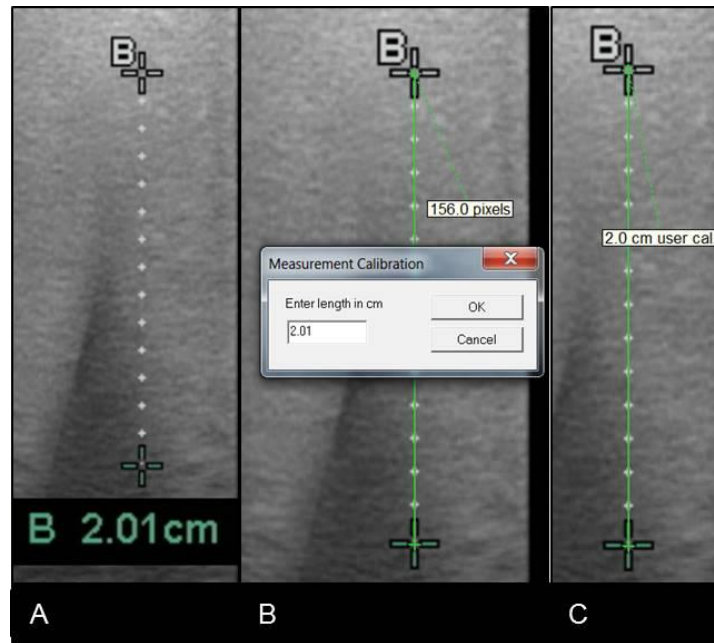 B
B 2.01cm
A
B
156.0 pixels
Measurement Calibration
X
Enter length in cm
2.01
OK
Cancel
B
B
2.0 cm user cal
C